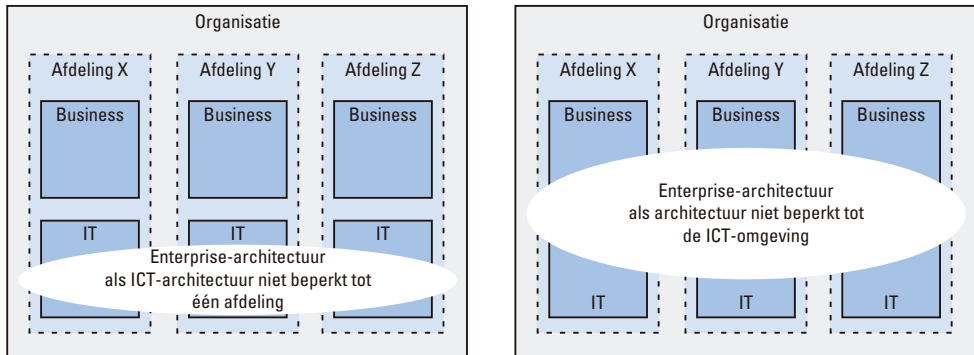 Organisatie
Afdeling X
Afdeling Y
Afdeling Z
Business
Business
Business
IT
IT
IT
Enterprise-architectuur
als ICT-architectuur niet beperkt tot
één afdeling
Organisatie
Afdeling X
Afdeling Y
Afdeling Z
Business
Business
Business
Enterprise-architectuur
als architectuur niet beperkt tot
de ICT-omgeving
IT
IT
IT